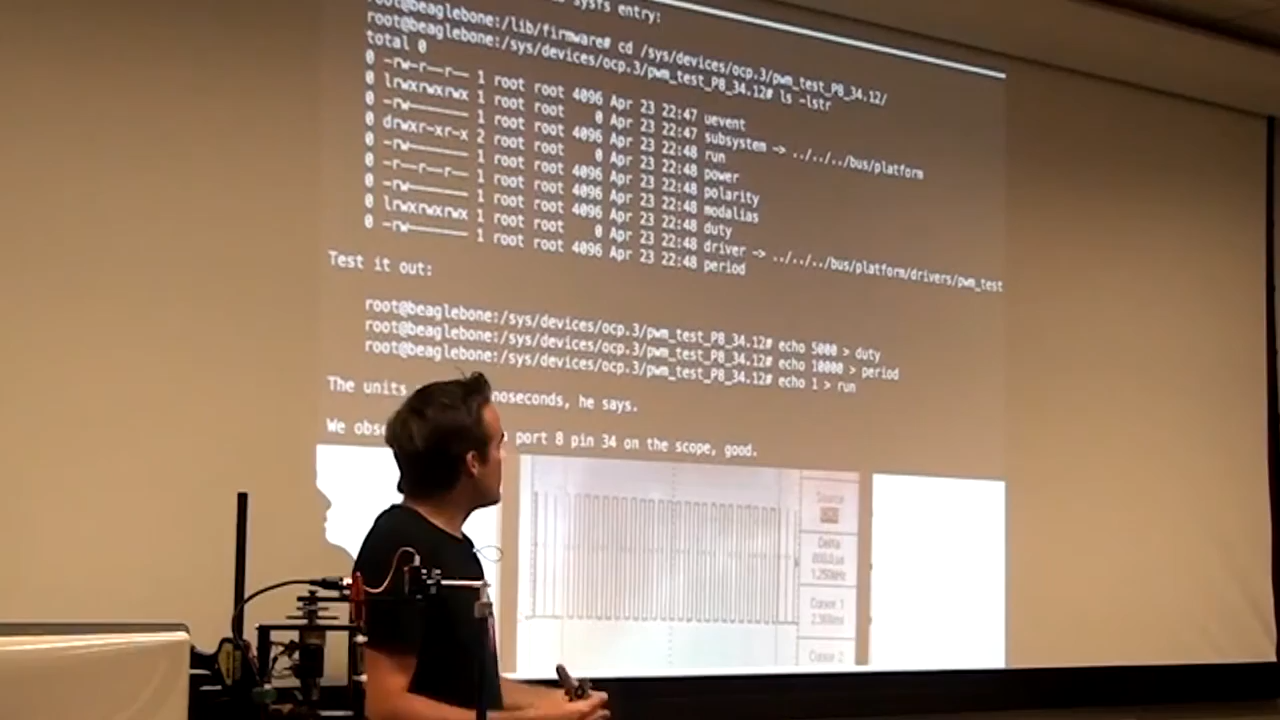 sysfs entry:
root@beaglebone:/lib/firmware# cd /sys/devices/ocp.3/pwm_test_P8_34.12/
root@beaglebone:/sys/devices/ocp.3/pwm_test_P8_34.12# ls -lstr
total 0
0 -rw-r--r-- 1 root root 4096 Apr 23 22:47 uevent
0 lrwxrwxrwx 1 root root 0 Apr 23 22:47 subsystem -> ../../../bus/platform
0 -rw------- 1 root root 4096 Apr 23 22:48 run
0 drwxr-xr-x 2 root root 0 Apr 23 22:48 power
0 -rw------- 1 root root 4096 Apr 23 22:48 polarity
0 -r--r--r-- 1 root root 4096 Apr 23 22:48 modalias
0 -rw------- 1 root root 4096 Apr 23 22:48 duty
0 lrwxrwxrwx 1 root root 0 Apr 23 22:48 driver -> ../../../bus/platform/drivers/pwm_test
0 -rw------- 1 root root 4096 Apr 23 22:48 period
Test it out:
root@beaglebone:/sys/devices/ocp.3/pwm_test_P8_34.12# echo 5000 > duty
root@beaglebone:/sys/devices/ocp.3/pwm_test_P8_34.12# echo 10000 > period
root@beaglebone:/sys/devices/ocp.3/pwm_test_P8_34.12# echo 1 > run
The units noseconds, he says.
We obs port 8 pin 34 on the scope, good.
Source
Delta
Cursor 1
Cursor 2